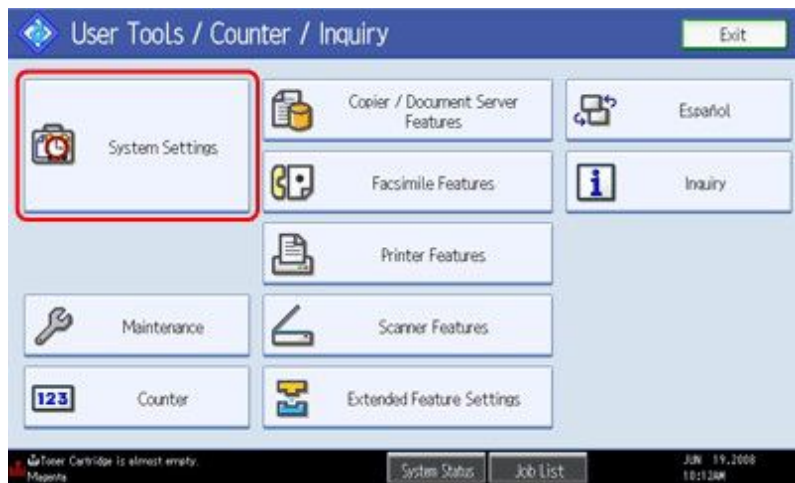 User Tools / Counter / Inquiry
Exit
System Settings
Copier / Document Server
Features
Español
Facsimile Features
Inquiry
Printer Features
Maintenance
Scanner Features
123
Counter
Extended Feature Settings
Toner Cartridge is almost empty.
Magenta
System Status
Job List
JUN 19,2008
10:12AM